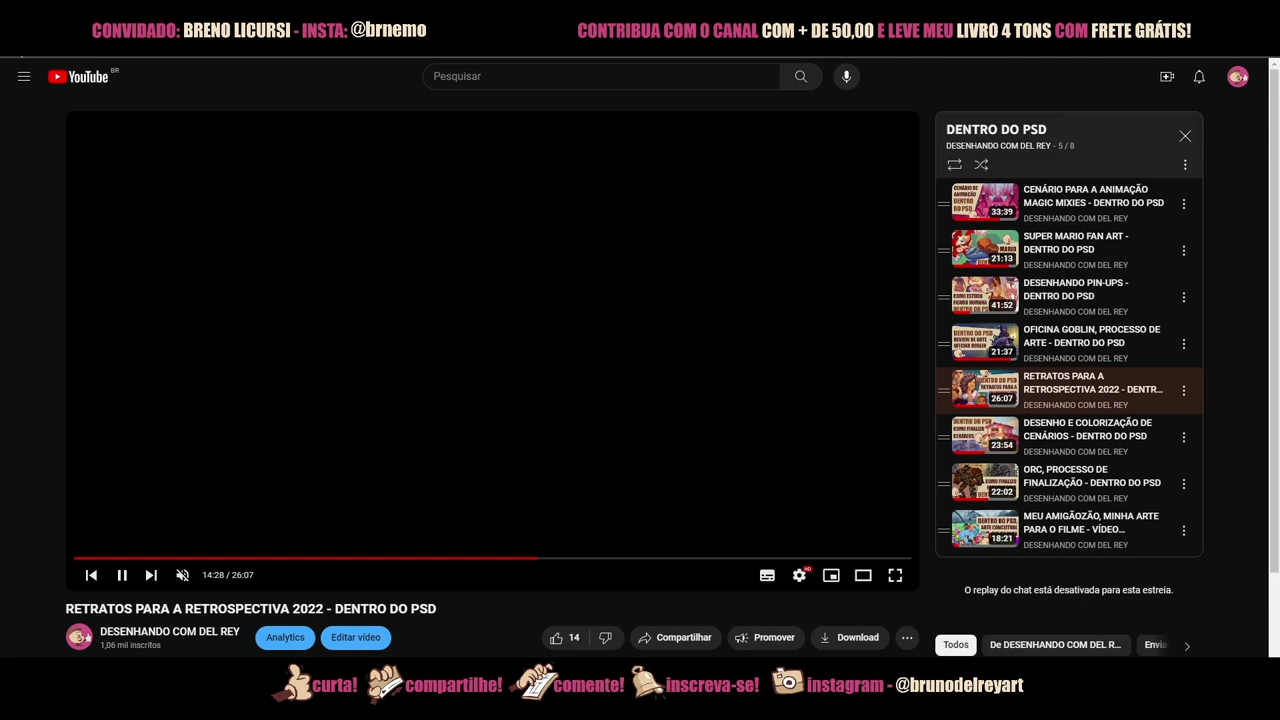 CONVIDADO: BRENO LICURSI - INSTA: @brnemo
CONTRIBUA COM O CANAL COM + DE 50,00 E LEVE MEU LIVRO 4 TONS COM FRETE GRÁTIS!
YouTube BR
Pesquisar
DENTRO DO PSD
DESENHANDO COM DEL REY - 5 / 8
33:39
CENÁRIO PARA A ANIMAÇÃO
MAGIC MIXIES - DENTRO DO PSD
DESENHANDO COM DEL REY
21:13
SUPER MARIO FAN ART -
DENTRO DO PSD
DESENHANDO COM DEL REY
41:52
DESENHANDO PIN-UPS -
DENTRO DO PSD
DESENHANDO COM DEL REY
21:37
OFICINA GOBLIN, PROCESSO DE
ARTE - DENTRO DO PSD
DESENHANDO COM DEL REY
26:07
RETRATOS PARA A
RETROSPECTIVA 2022 - DENTR...
DESENHANDO COM DEL REY
23:54
DESENHO E COLORIZAÇÃO DE
CENÁRIOS - DENTRO DO PSD
DESENHANDO COM DEL REY
22:02
ORC, PROCESSO DE
FINALIZAÇÃO - DENTRO DO PSD
DESENHANDO COM DEL REY
18:21
MEU AMIGÃOZÃO, MINHA ARTE
PARA O FILME - VÍDEO...
DESENHANDO COM DEL REY
14:28 / 26:07
HD
O replay do chat está desativada para esta estreia.
RETRATOS PARA A RETROSPECTIVA 2022 - DENTRO DO PSD
DESENHANDO COM DEL REY
1,06 mil inscritos
Analytics
Editar vídeo
14
Compartilhar
Promover
Download
Todos
De DESENHANDO COM DEL R...
Envia
curta! compartilhe! comente! inscreva-se! instagram - @brunodelreyart